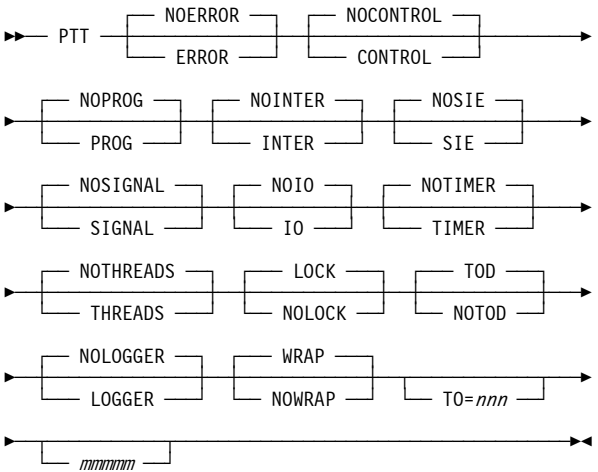 NOERROR NOCONTROL
PTT
ERROR CONTROL
NOPROG NOINTER NOSIE
PROG INTER SIE
NOSIGNAL NOIO NOTIMER
SIGNAL IO TIMER
NOTHREADS LOCK TOD
THREADS NOLOCK NOTOD
NOLOGGER WRAP
LOGGER NOWRAP TO=nnn
mmmmm